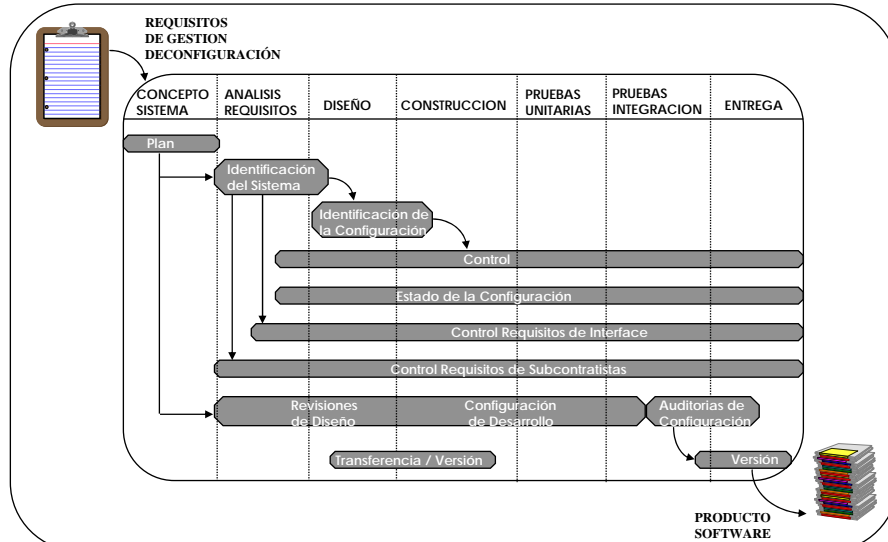 REQUISITOS
DE GESTION
DECONFIGURACIÓN
CONCEPTO
SISTEMA
ANALISIS
REQUISITOS
DISEÑO
CONSTRUCCION
PRUEBAS
UNITARIAS
PRUEBAS
INTEGRACION
ENTREGA
Plan
Identificación
del Sistema
Identificación de
la Configuración
Control
Estado de la Configuración
Control Requisitos de Interface
Control Requisitos de Subcontratistas
Revisiones
de Diseño
Configuración
de Desarrollo
Auditorias de
Configuración
Transferencia / Versión
Versión
PRODUCTO
SOFTWARE